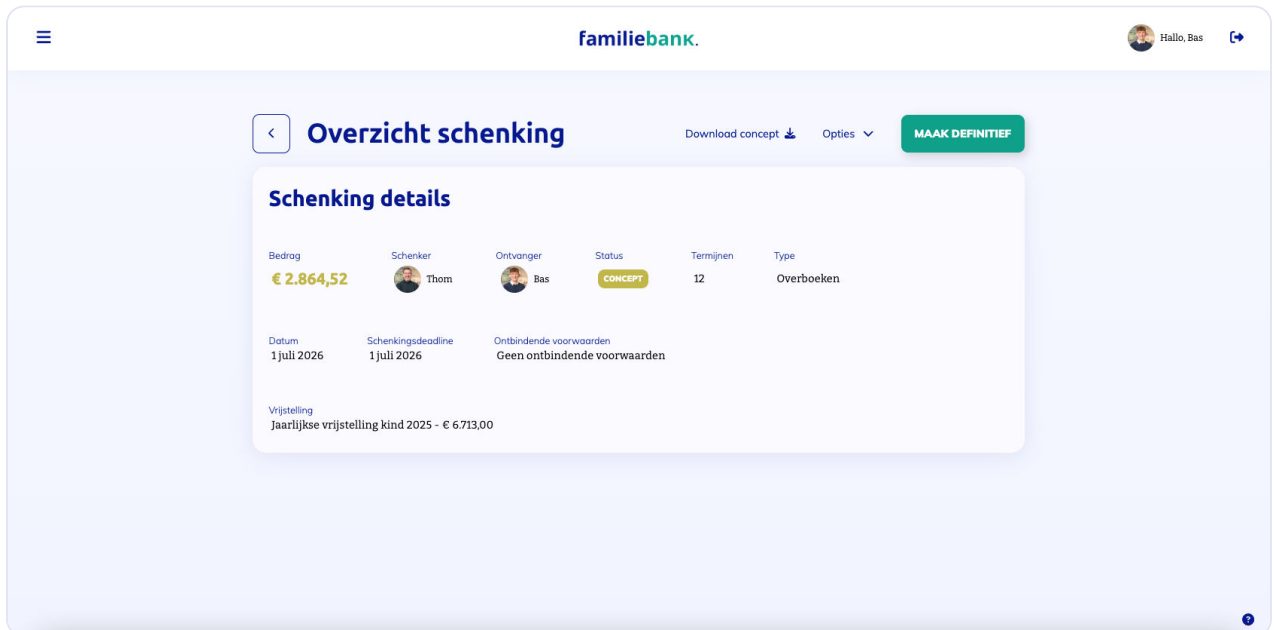 familiebank.
Hallo, Bas
Overzicht schenking
Download concept
Opties
MAAK DEFINITIEF
Schenking details
Bedrag Schenker Ontvanger Status Termijnen Type
€ 2.864,52 Thom Bas CONCEPT 12 Overboeken
Datum Schenkingsdeadline Ontbindende voorwaarden
1 juli 2026 1 juli 2026 Geen ontbindende voorwaarden
Vrijstelling
Jaarlijkse vrijstelling kind 2025 - € 6.713,00
?